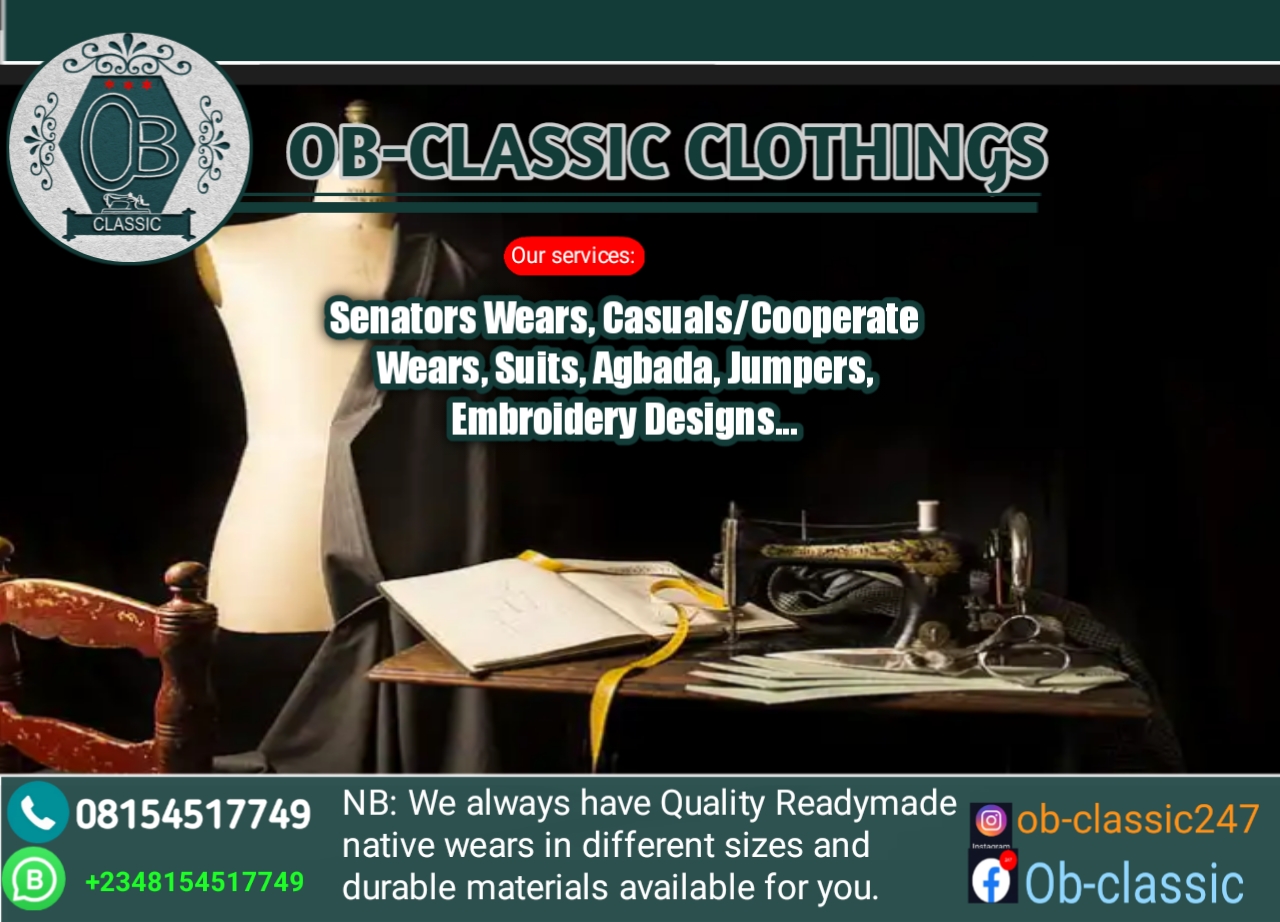 OB
CLASSIC
OB-CLASSIC CLOTHINGS
Our services:
Senators Wears, Casuals/Cooperate
Wears, Suits, Agbada, Jumpers,
Embroidery Designs...
08154517749
+2348154517749
NB: We always have Quality Readymade
native wears in different sizes and
durable materials available for you.
Instagram
ob-classic247
Ob-classic